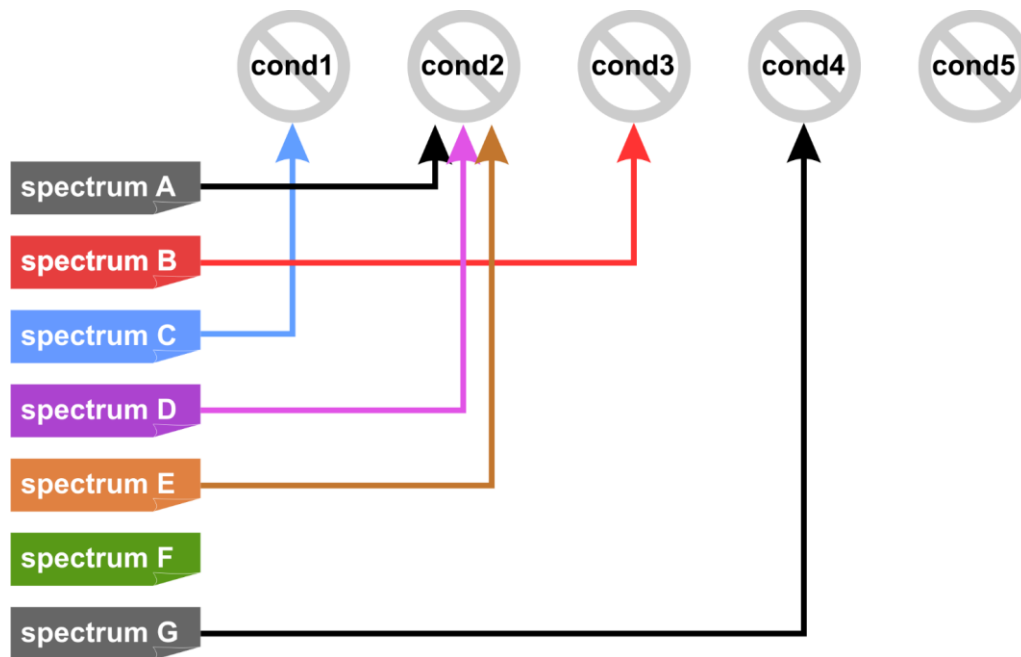 cond1 cond2 cond3 cond4 cond5
spectrum A
spectrum B
spectrum C
spectrum D
spectrum E
spectrum F
spectrum G